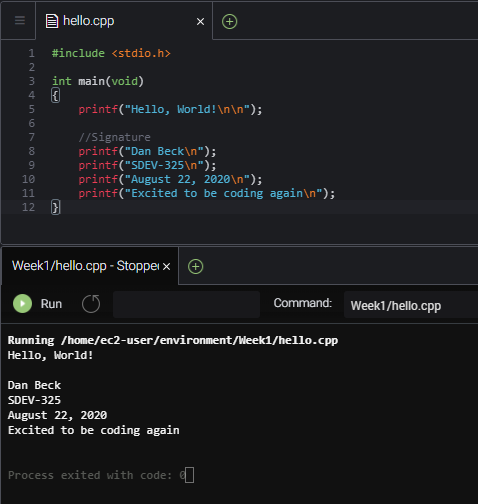 hello.cpp
1 #include <stdio.h>
2
3 int main(void)
4 {
5 printf("Hello, World!\n\n");
6
7 //Signature
8 printf("Dan Beck\n");
9 printf("SDEV-325\n");
10 printf("August 22, 2020\n");
11 printf("Excited to be coding again\n");
12 }
Week1/hello.cpp - Stopped
Run Command: Week1/hello.cpp
Running /home/ec2-user/environment/Week1/hello.cpp
Hello, World!
Dan Beck
SDEV-325
August 22, 2020
Excited to be coding again
Process exited with code: 0